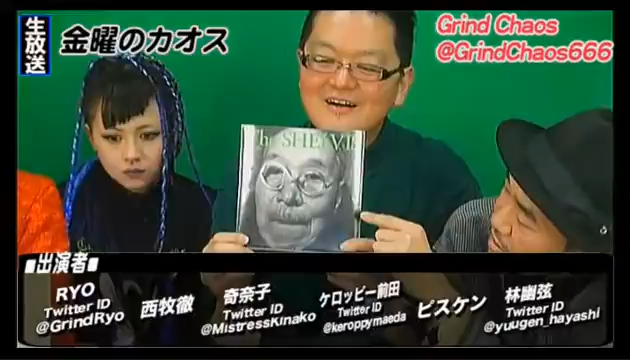 生放送
金曜のカオス
Grind Chaos
@GrindChaos666
The SHELVIS
■出演者■
RYO
Twitter ID
@GrindRyo
西牧徹
奇奈子
Twitter ID
@MistressKinako
ケロッピー前田
Twitter ID
@keroppymaeda
ピスケン
林幽弦
Twitter ID
@yuugen_hayashi